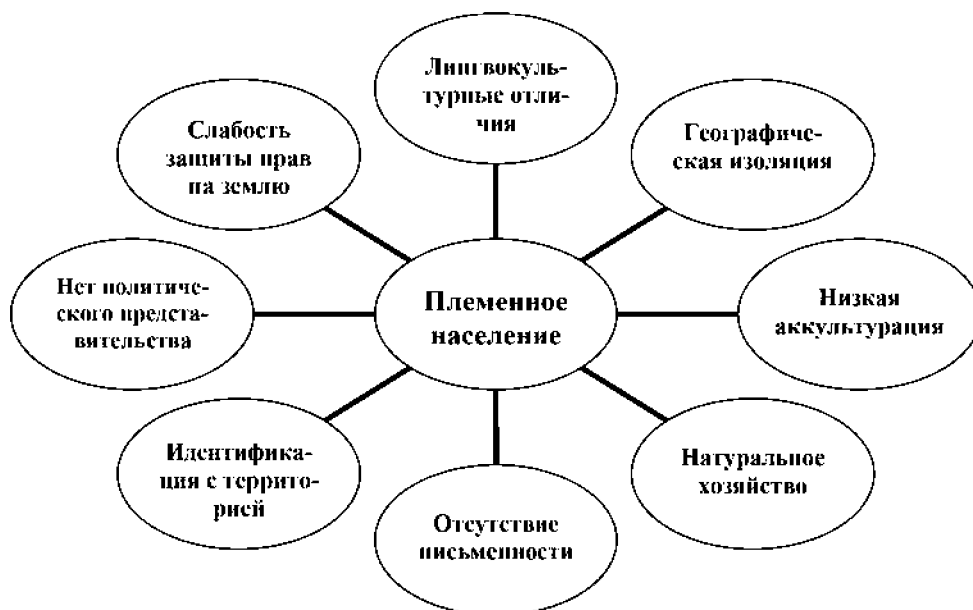 Лингвокуль-
турные отли-
чия
Слабость
защиты прав
на землю
Географиче-
ская изоляция
Нет политиче-
ского предста-
вительства
Племенное
население
Низкая
аккультурация
Идентифика-
ция с террито-
рией
Натуральное
хозяйство
Отсутствие
письменности